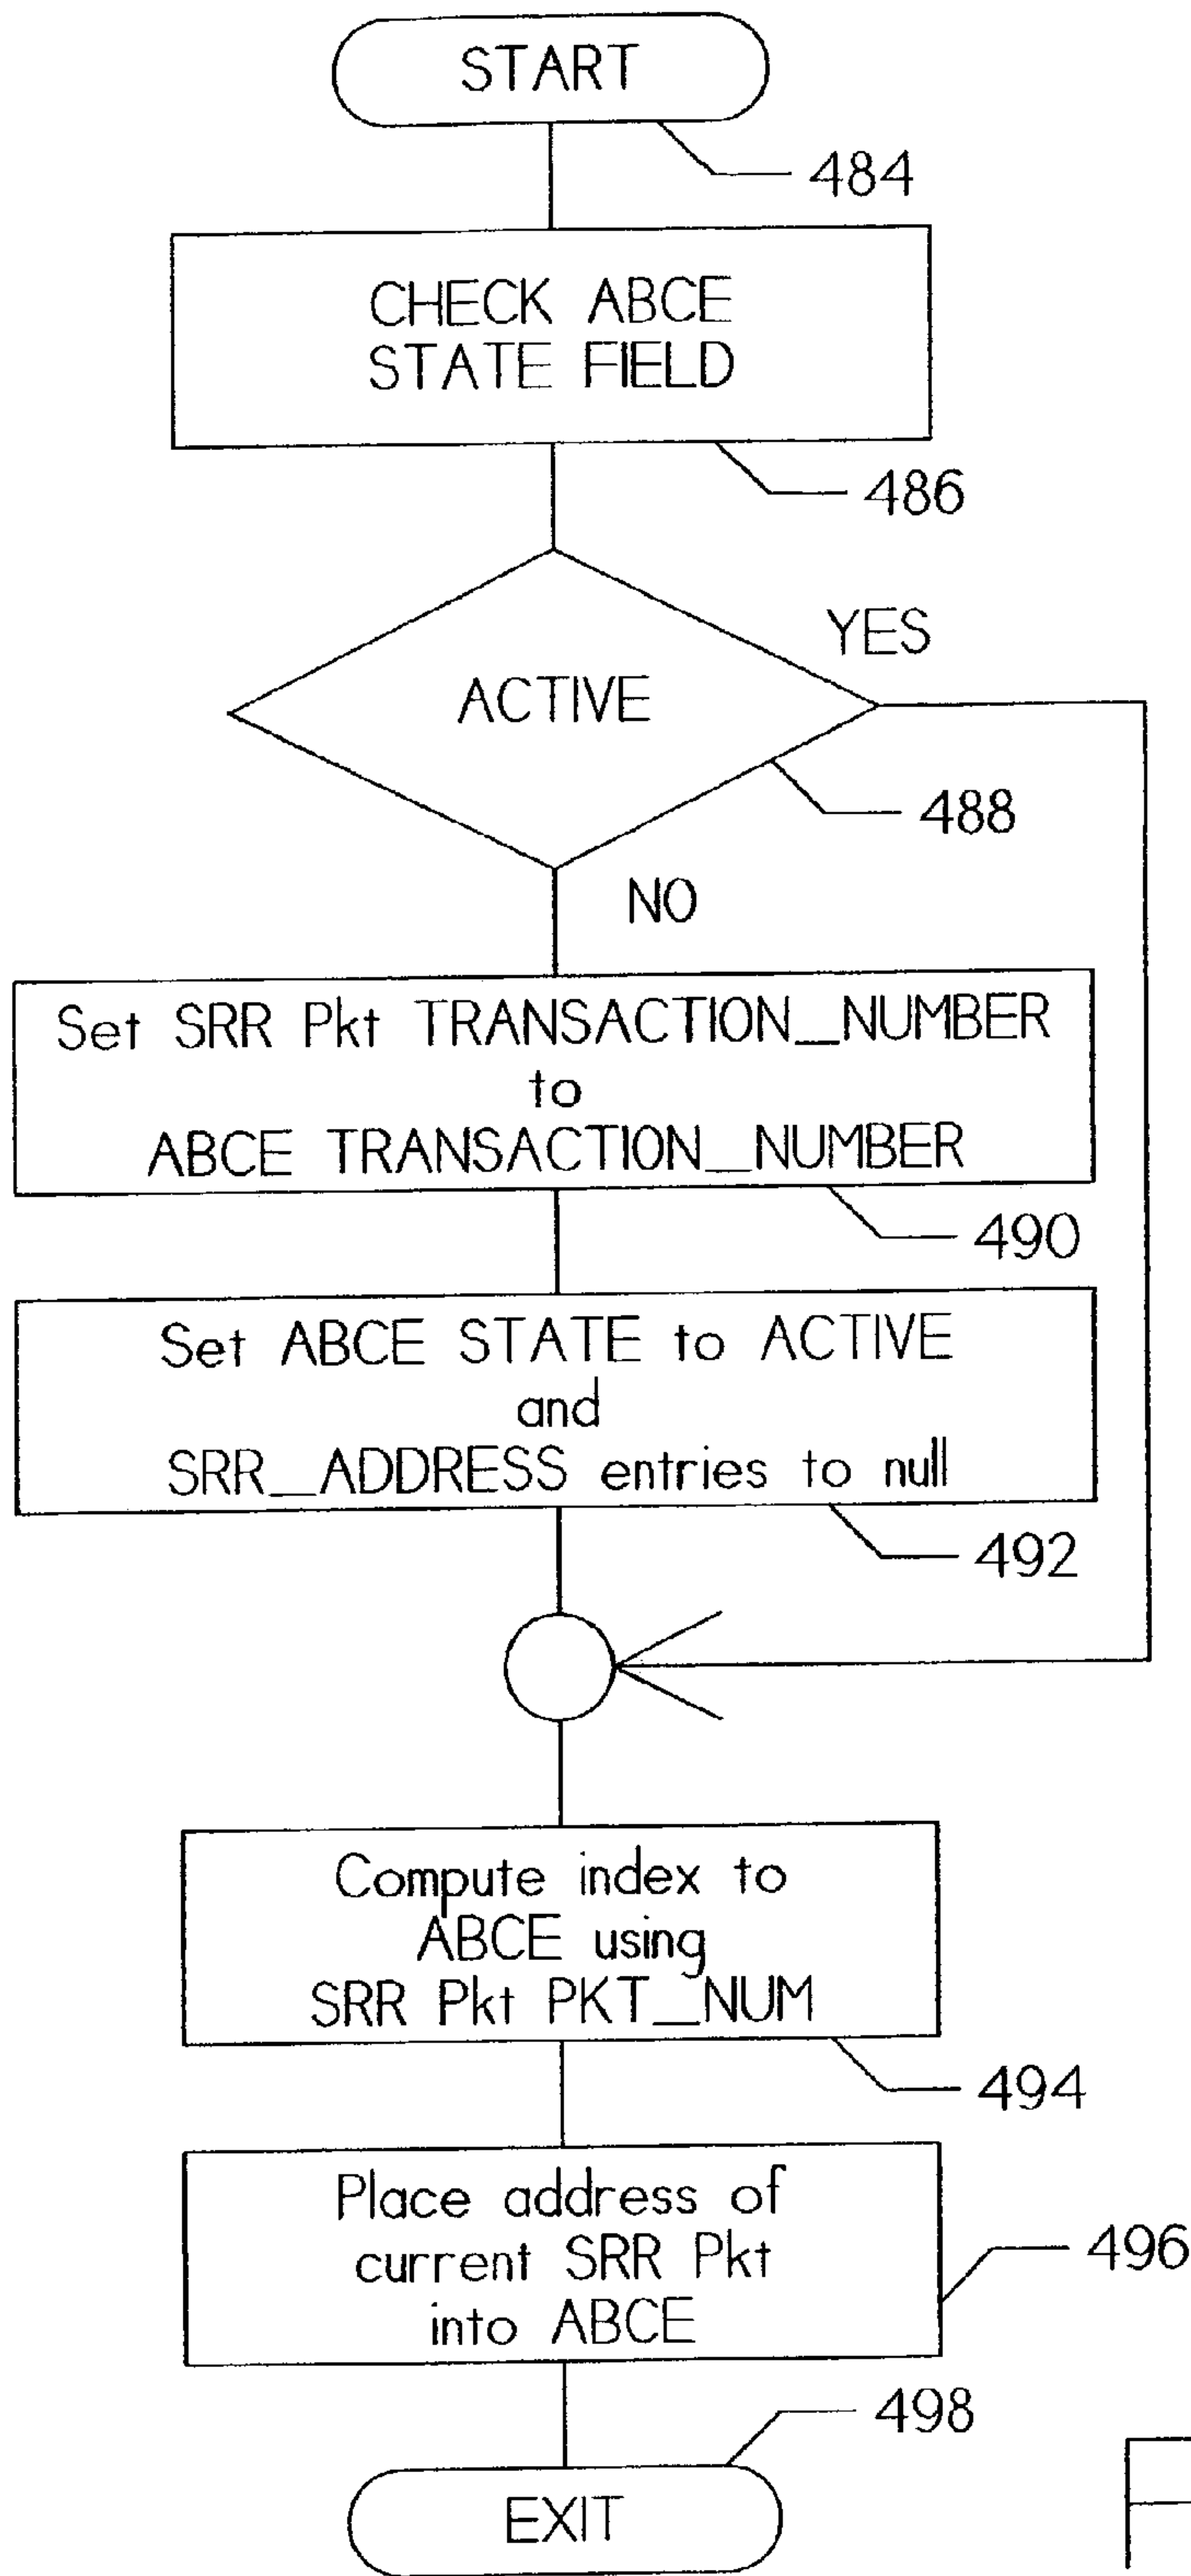 START
484
CHECK ABCE
STATE FIELD
486
YES
ACTIVE
488
NO
Set SRR Pkt TRANSACTION_NUMBER
to
ABCE TRANSACTION_NUMBER
490
Set ABCE STATE to ACTIVE
and
SRR_ADDRESS entries to null
492
Compute index to
ABCE using
SRR Pkt PKT_NUM
494
Place address of
current SRR Pkt
into ABCE
496
498
EXIT